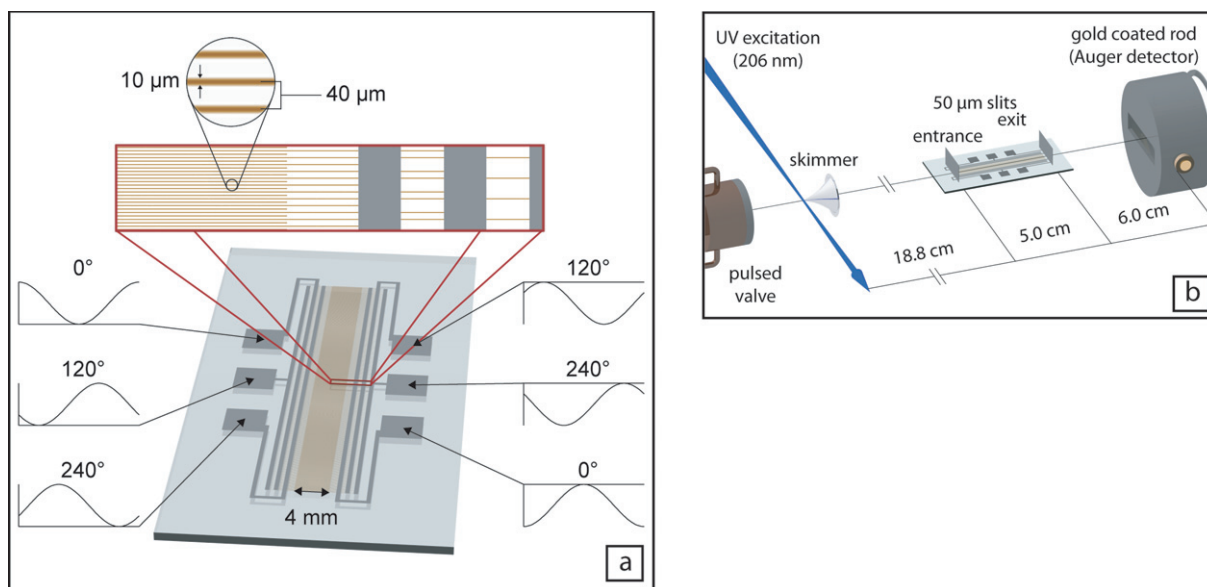 10 µm
40 µm
0°
120°
120°
240°
240°
0°
4 mm
a
UV excitation
(206 nm)
gold coated rod
(Auger detector)
50 µm slits
exit
entrance
skimmer
pulsed
valve
18.8 cm
5.0 cm
6.0 cm
b